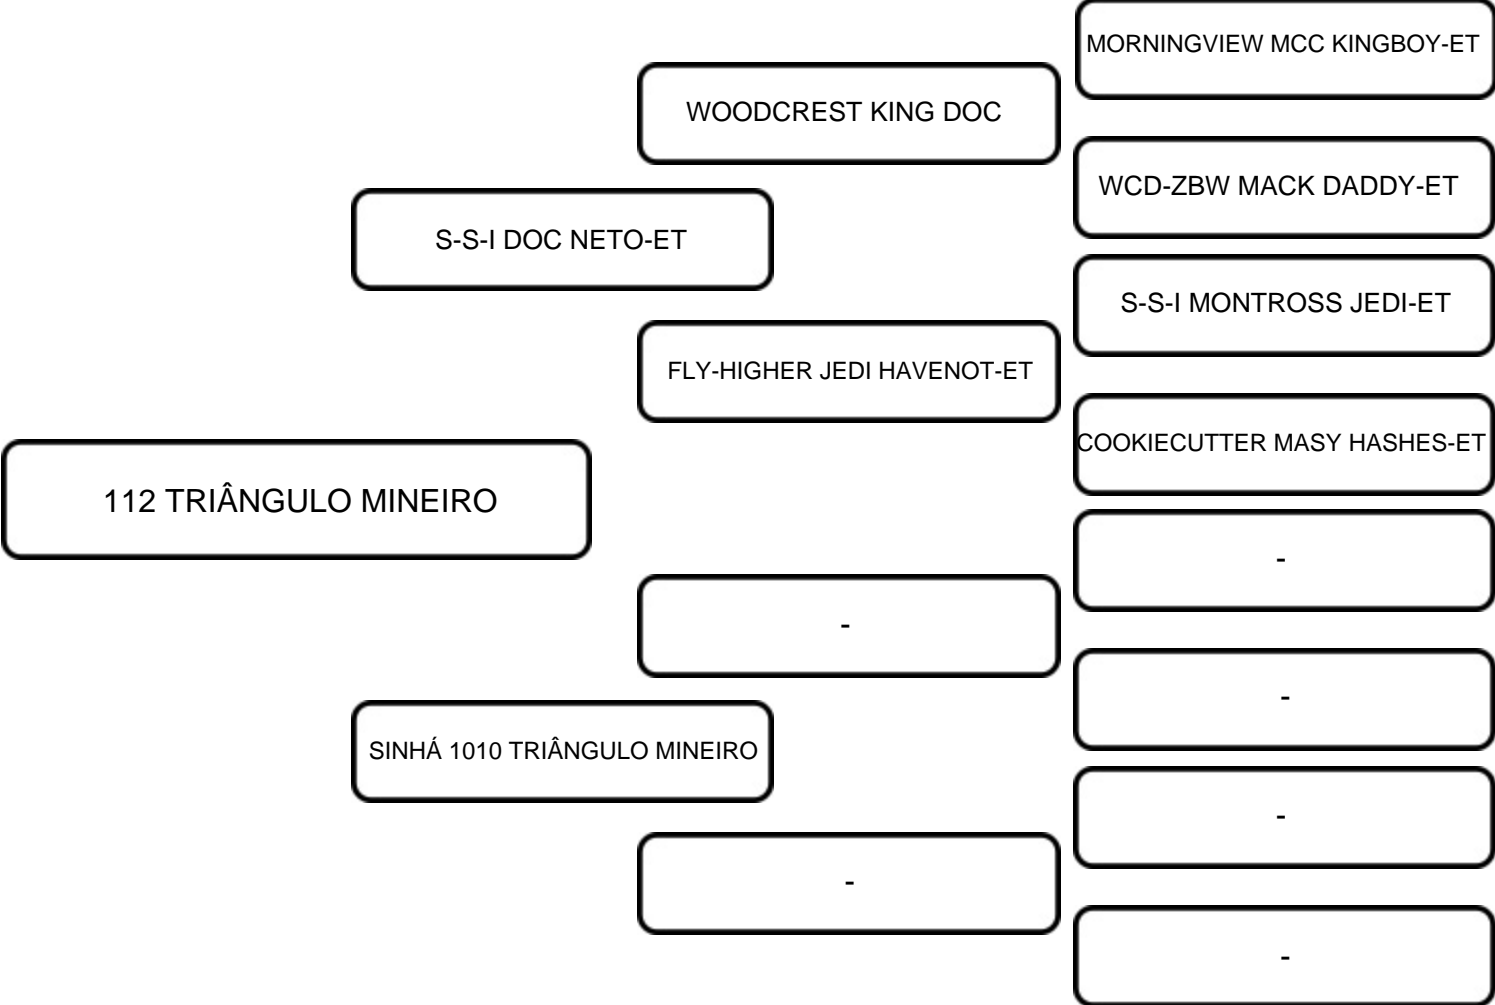 MORNINGVIEW MCC KINGBOY-ET
WOODCREST KING DOC
WCD-ZBW MACK DADDY-ET
S-S-I DOC NETO-ET
S-S-I MONTROSS JEDI-ET
FLY-HIGHER JEDI HAVENOT-ET
COOKIECUTTER MASY HASHES-ET
112 TRIÂNGULO MINEIRO
-
-
-
SINHÁ 1010 TRIÂNGULO MINEIRO
-
-
-